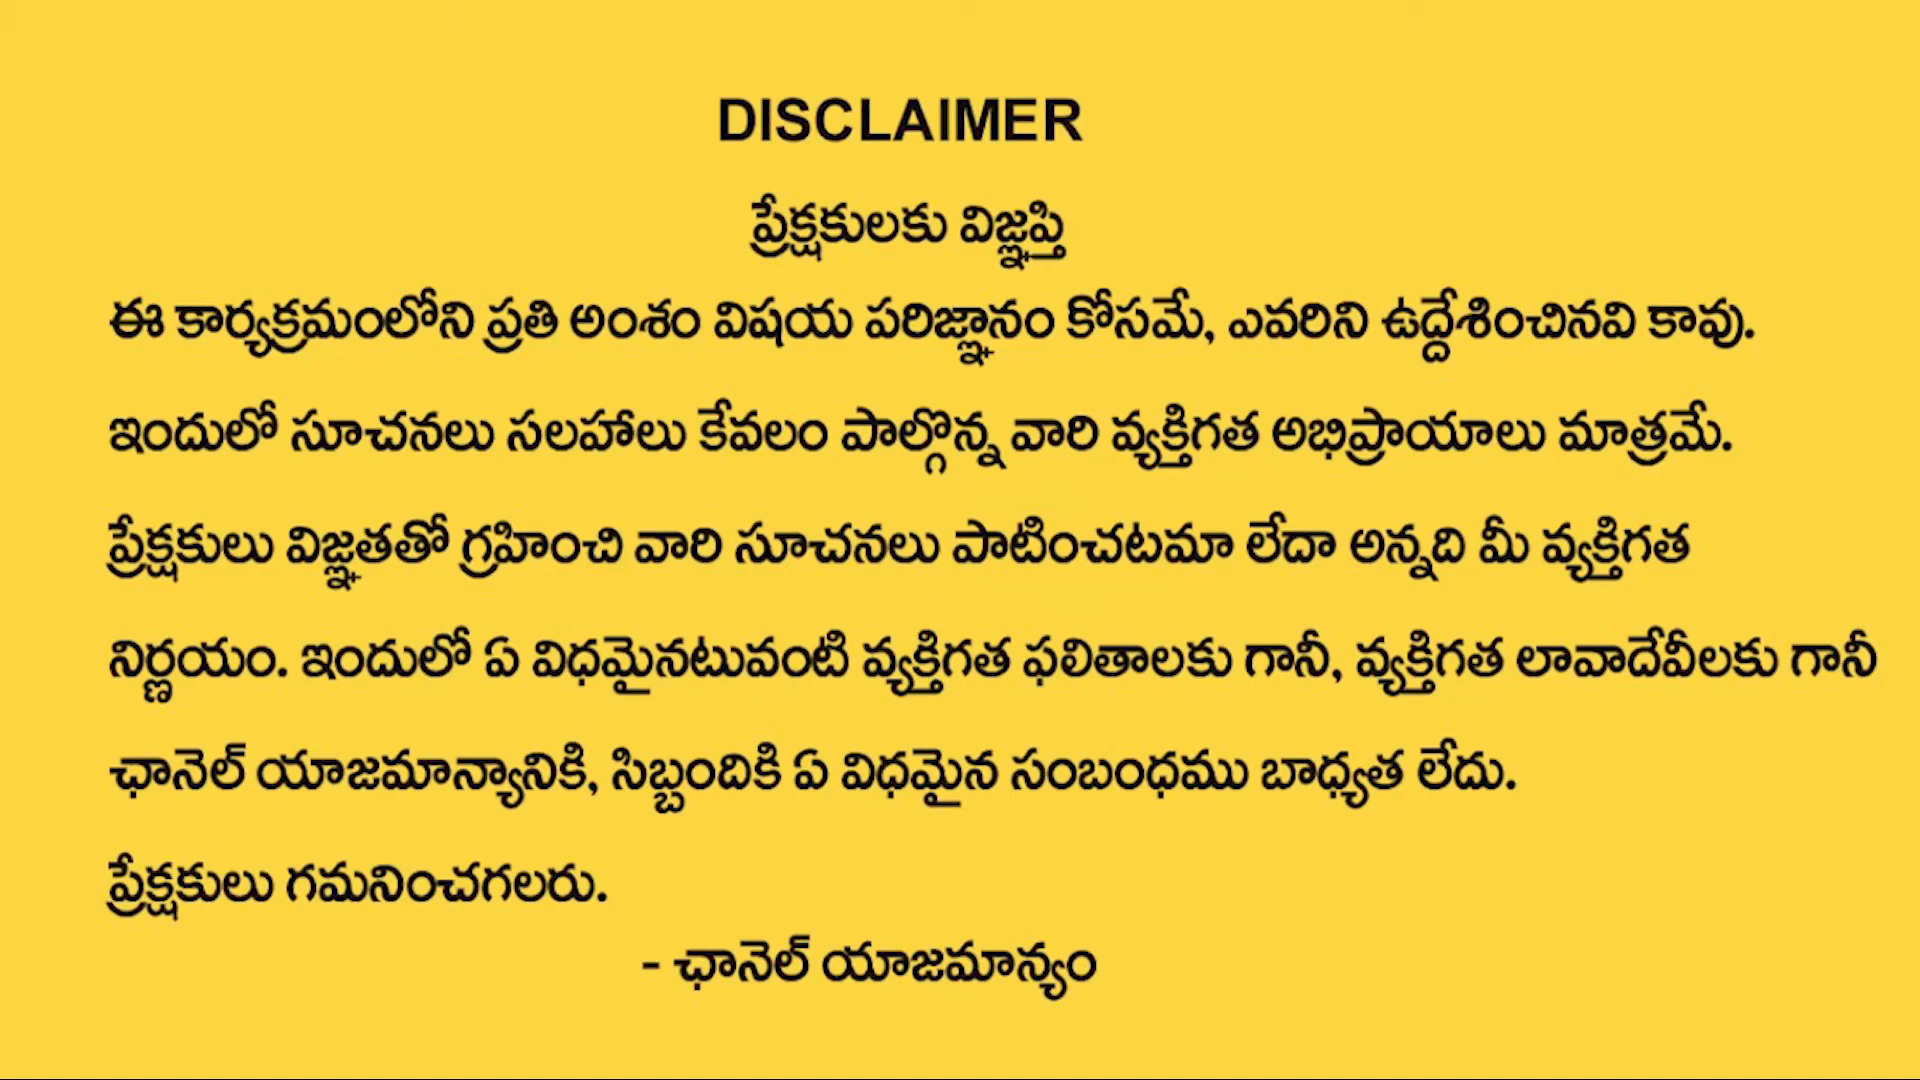 DISCLAIMER
ప్రేక్షకులకు విజ్ఞప్తి
ఈ కార్యక్రమంలోని ప్రతి అంశం విషయ పరిజ్ఞానం కోసమే, ఎవరిని ఉద్దేశించినవి కావు.
ఇందులో సూచనలు సలహాలు కేవలం పాల్గొన్న వారి వ్యక్తిగత అభిప్రాయాలు మాత్రమే.
ప్రేక్షకులు విజ్ఞతతో గ్రహించి వారి సూచనలు పాటించటమా లేదా అన్నది మీ వ్యక్తిగత
నిర్ణయం. ఇందులో ఏ విధమైనటువంటి వ్యక్తిగత ఫలితాలకు గానీ, వ్యక్తిగత లావాదేవీలకు గానీ
ఛానెల్ యాజమాన్యానికి, సిబ్బందికి ఏ విధమైన సంబంధము బాధ్యత లేదు.
ప్రేక్షకులు గమనించగలరు.
- ఛానెల్ యాజమాన్యం